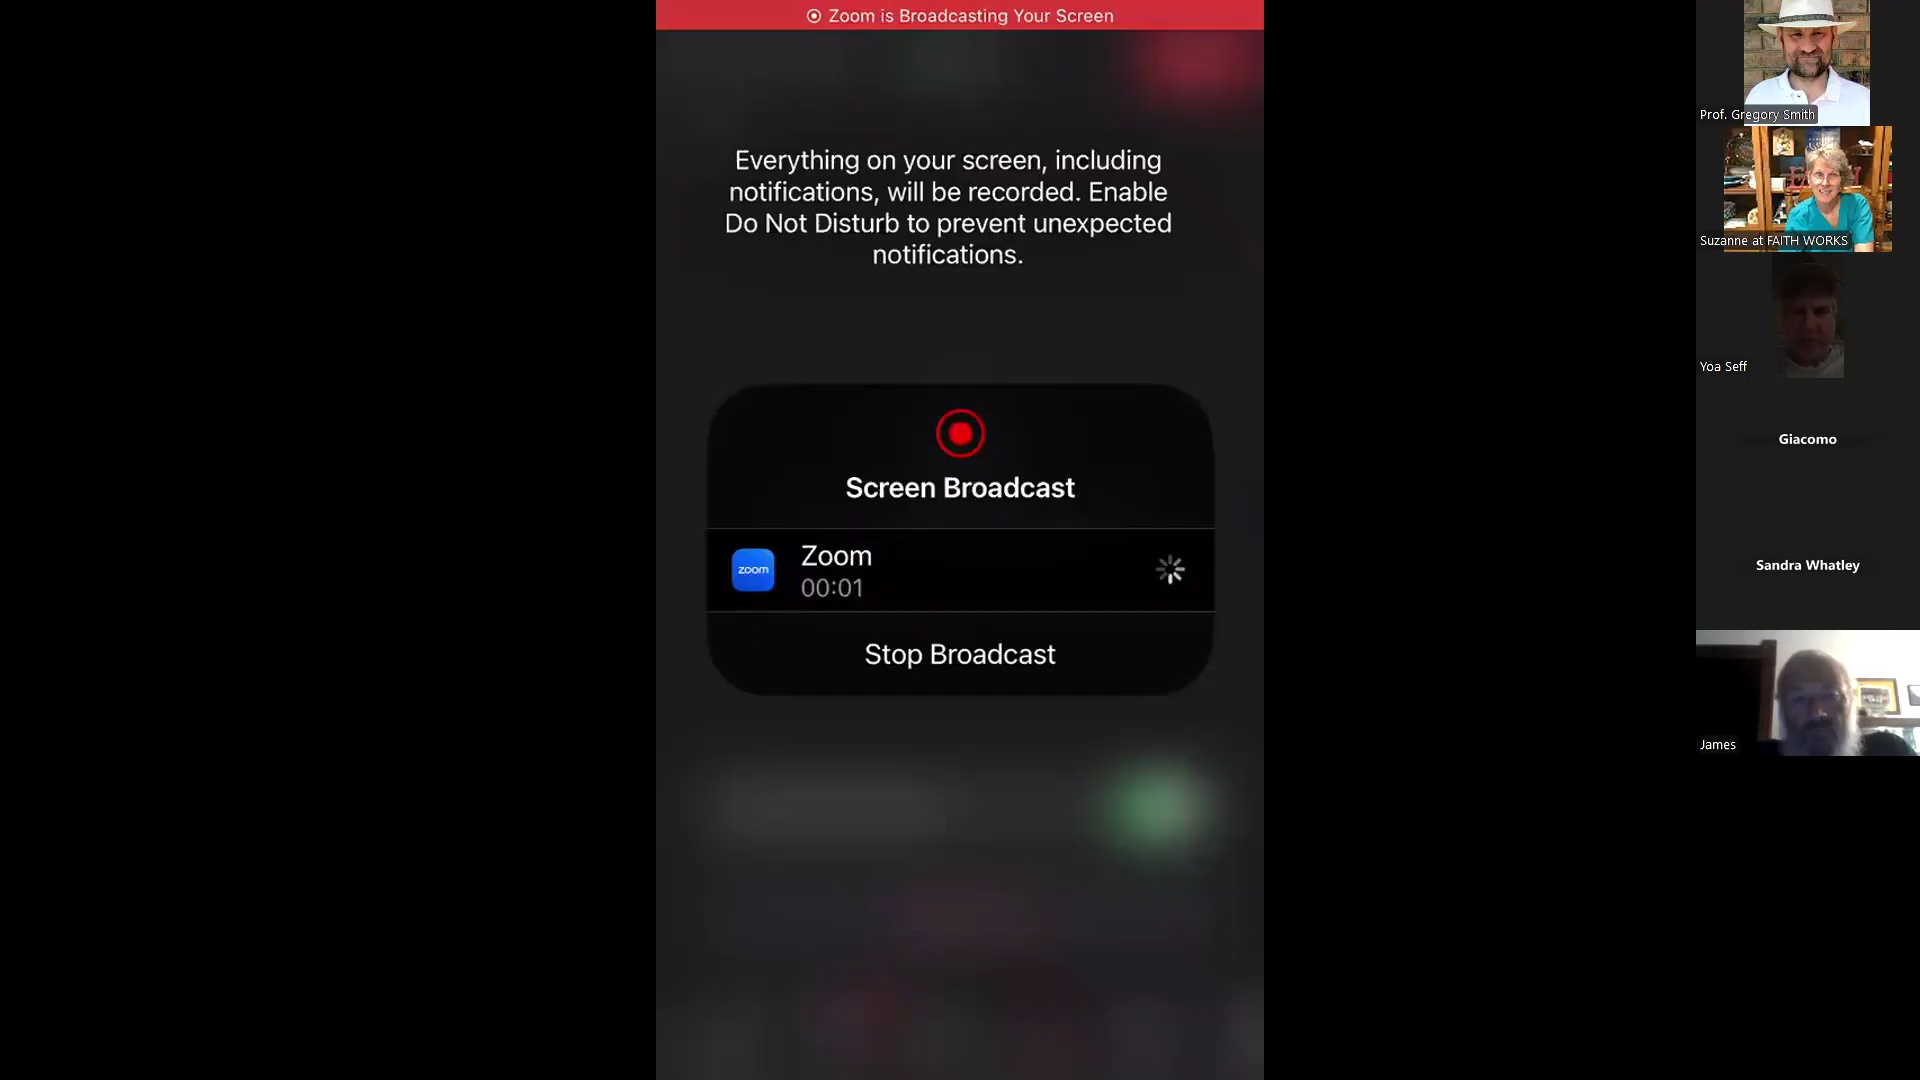 Zoom is Broadcasting Your Screen
Everything on your screen, including
notifications, will be recorded. Enable
Do Not Disturb to prevent unexpected
notifications.
Screen Broadcast
zoom
Zoom
00:01
Stop Broadcast
Prof. Gregory Smith
Suzanne at FAITH WORKS
Yoa Seff
Giacomo
Sandra Whatley
James